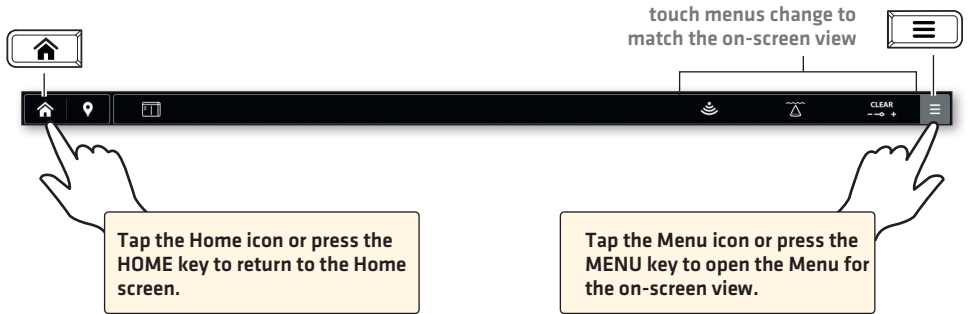 touch menus change to
match the on-screen view
CLEAR
Tap the Home icon or press the
HOME key to return to the Home
screen.
Tap the Menu icon or press the
MENU key to open the Menu for
the on-screen view.